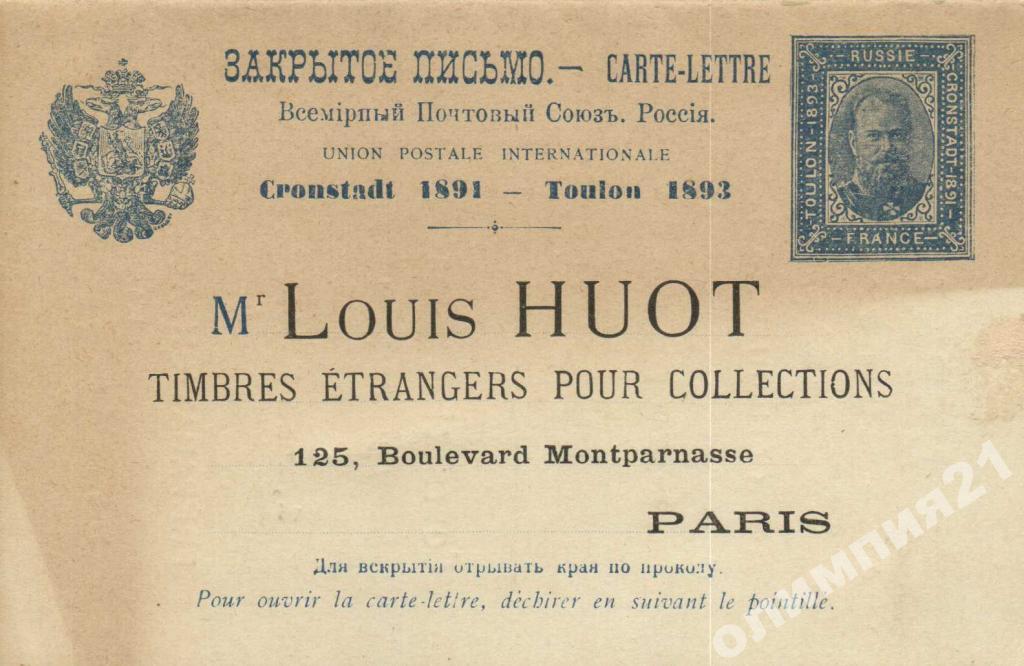 ЗАКРЫТОЕ ПИСЬМО. — CARTE-LETTRE
Всемірный Почтовый Союзъ. Россія.
UNION POSTALE INTERNATIONALE
Cronstadt 1891 — Toulon 1893
RUSSIE
TOULON-1893
CRONSTADT-1891
FRANCE
Mr LOUIS HUOT
TIMBRES ÉTRANGERS POUR COLLECTIONS
125, Boulevard Montparnasse
PARIS
Для вскрытія отрывать края по проколу.
Pour ouvrir la carte-lettre, déchirer en suivant le pointillé.
олимпия21